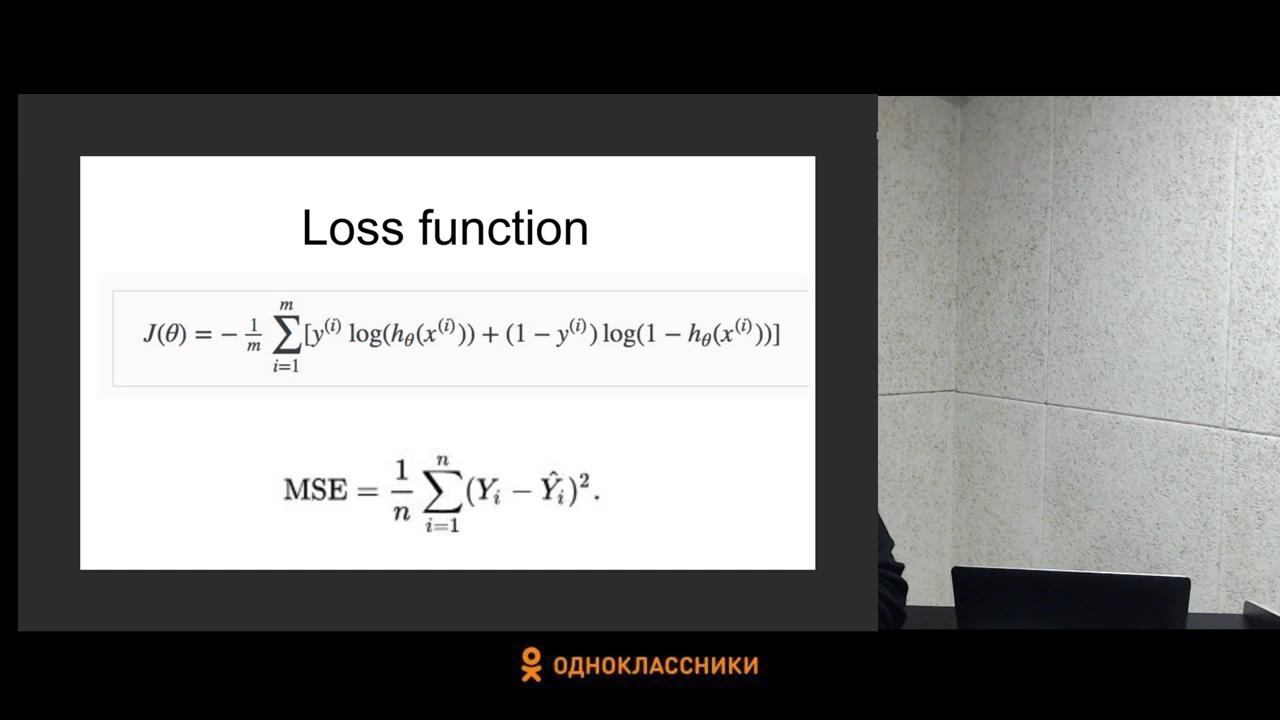 Loss function
J(θ) = − 1/m ∑_{i=1}^{m} [y^{(i)} log(h_θ(x^{(i)})) + (1 − y^{(i)}) log(1 − h_θ(x^{(i)}))]
MSE = 1/n ∑_{i=1}^{n} (Y_i − Ŷ_i)².
ОДНОКЛАССНИКИ